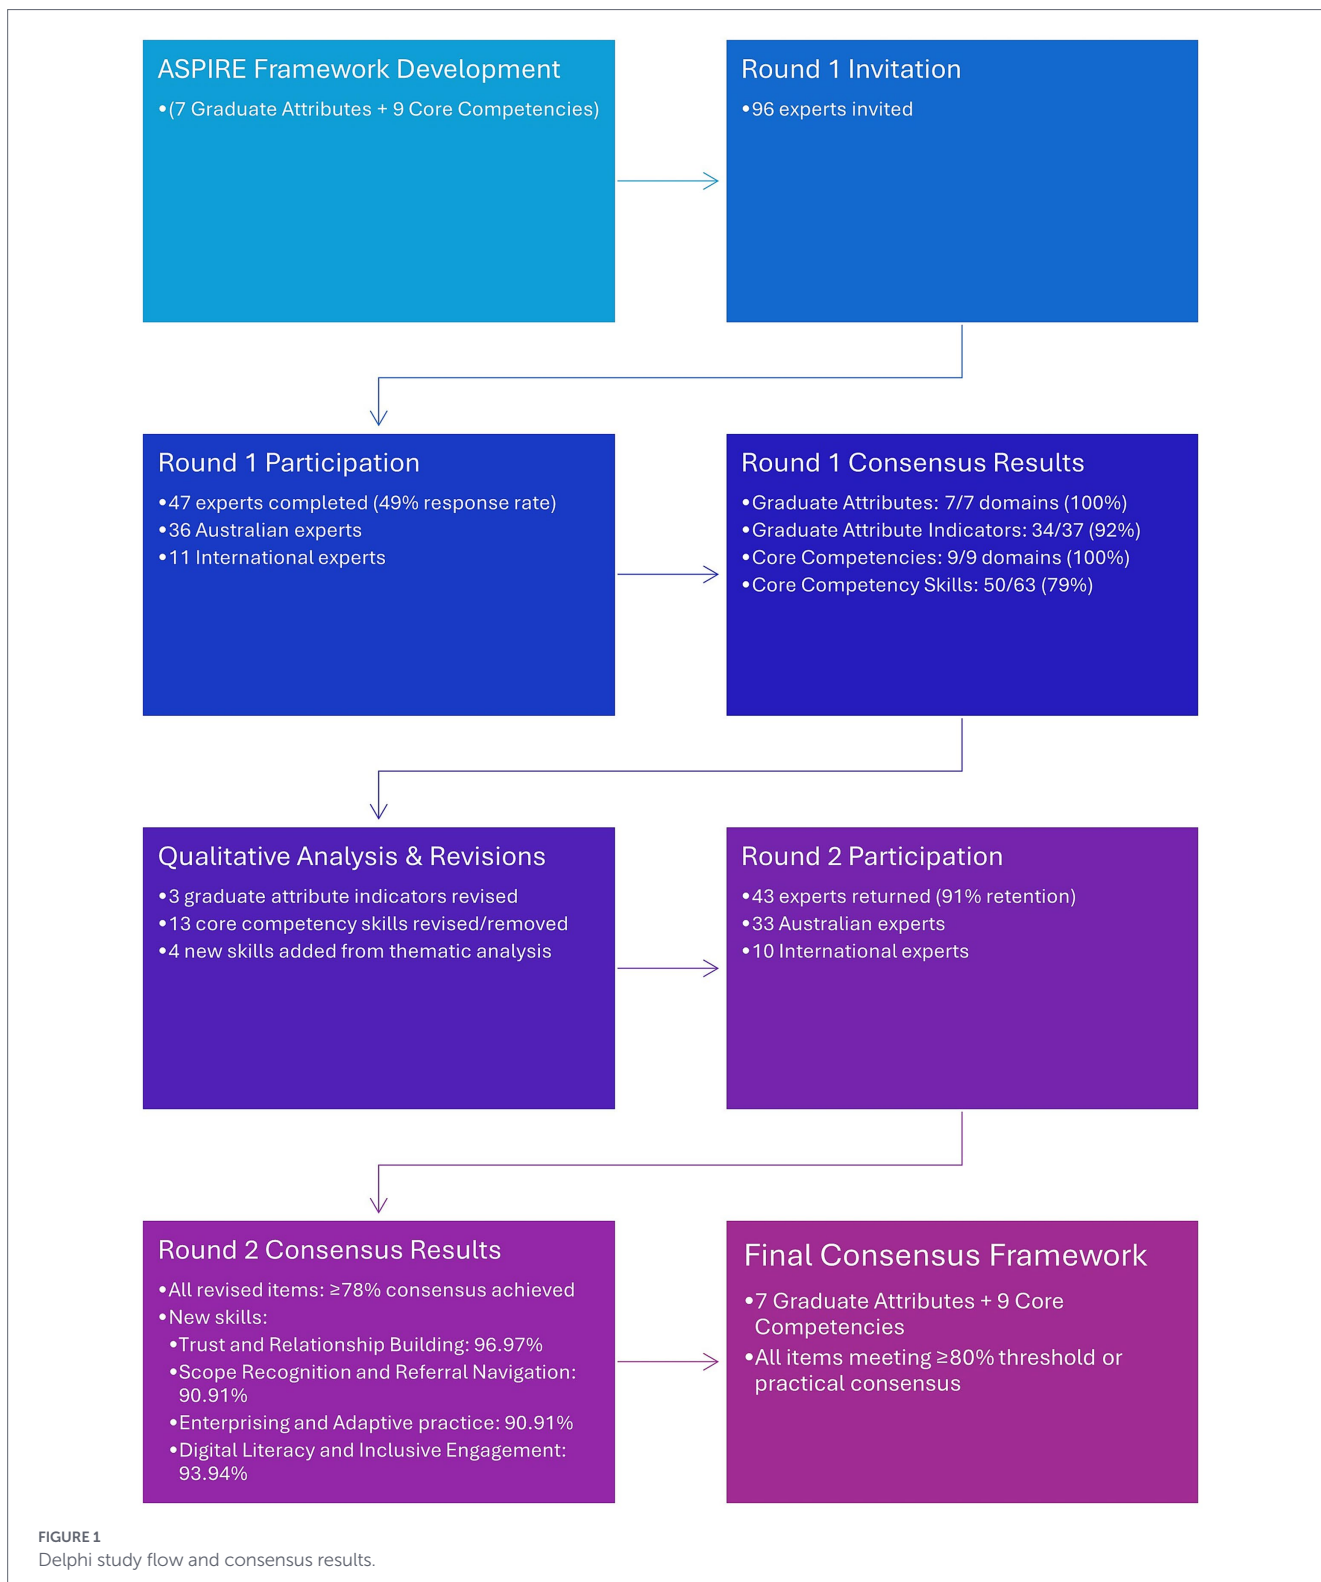 ASPIRE Framework Development
•(7 Graduate Attributes + 9 Core Competencies)
Round 1 Invitation
•96 experts invited
Round 1 Participation
•47 experts completed (49% response rate)
•36 Australian experts
•11 International experts
Round 1 Consensus Results
•Graduate Attributes: 7/7 domains (100%)
•Graduate Attribute Indicators: 34/37 (92%)
•Core Competencies: 9/9 domains (100%)
•Core Competency Skills: 50/63 (79%)
Qualitative Analysis & Revisions
•3 graduate attribute indicators revised
•13 core competency skills revised/removed
•4 new skills added from thematic analysis
Round 2 Participation
•43 experts returned (91% retention)
•33 Australian experts
•10 International experts
Round 2 Consensus Results
•All revised items: ≥78% consensus achieved
•New skills:
•Trust and Relationship Building: 96.97%
•Scope Recognition and Referral Navigation:
90.91%
•Enterprising and Adaptive practice: 90.91%
•Digital Literacy and Inclusive Engagement:
93.94%
Final Consensus Framework
•7 Graduate Attributes + 9 Core
Competencies
•All items meeting ≥80% threshold or
practical consensus
FIGURE 1
Delphi study flow and consensus results.